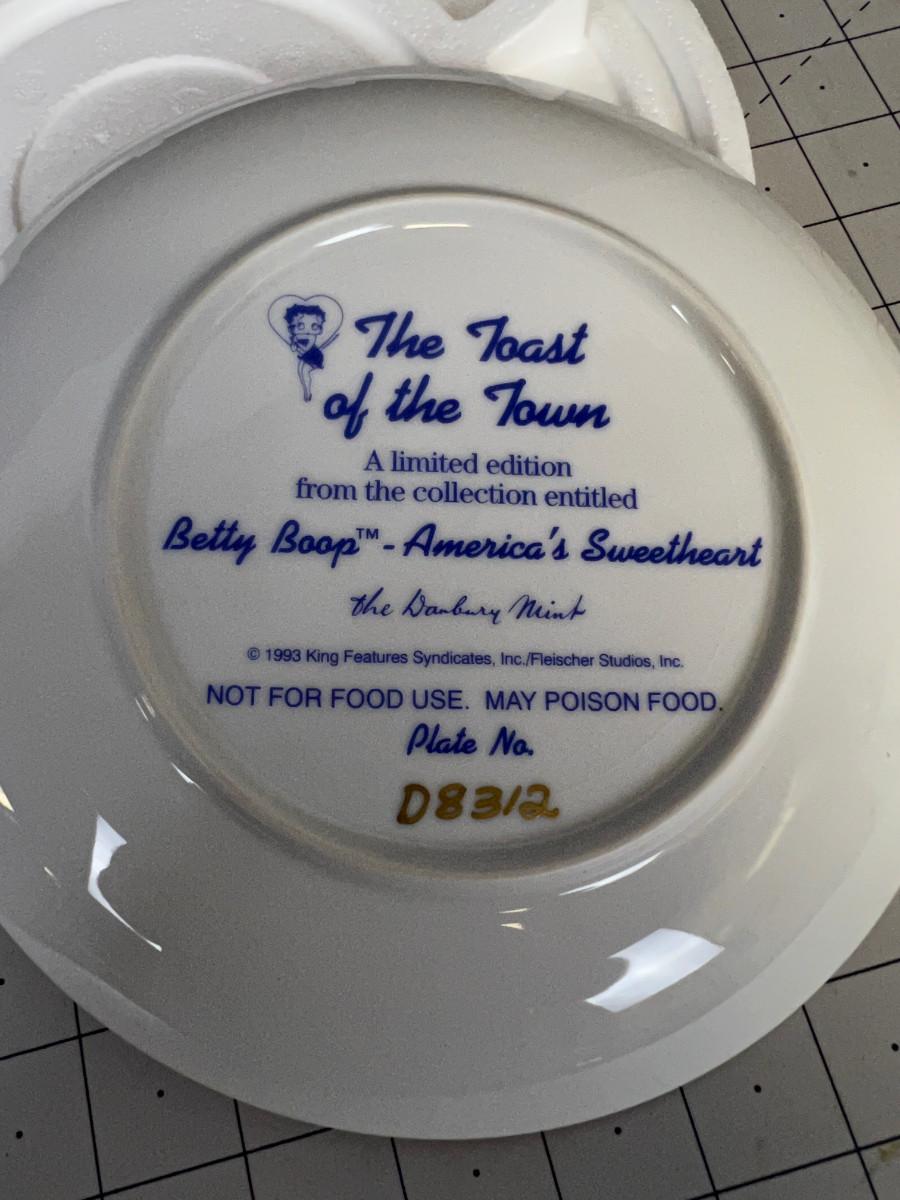 The Toast
of the Town
A limited edition
from the collection entitled
Betty Boop™ - America's Sweetheart
the Danbury Mint
© 1993 King Features Syndicates, Inc./Fleischer Studios, Inc.
NOT FOR FOOD USE. MAY POISON FOOD.
Plate No.
D8312